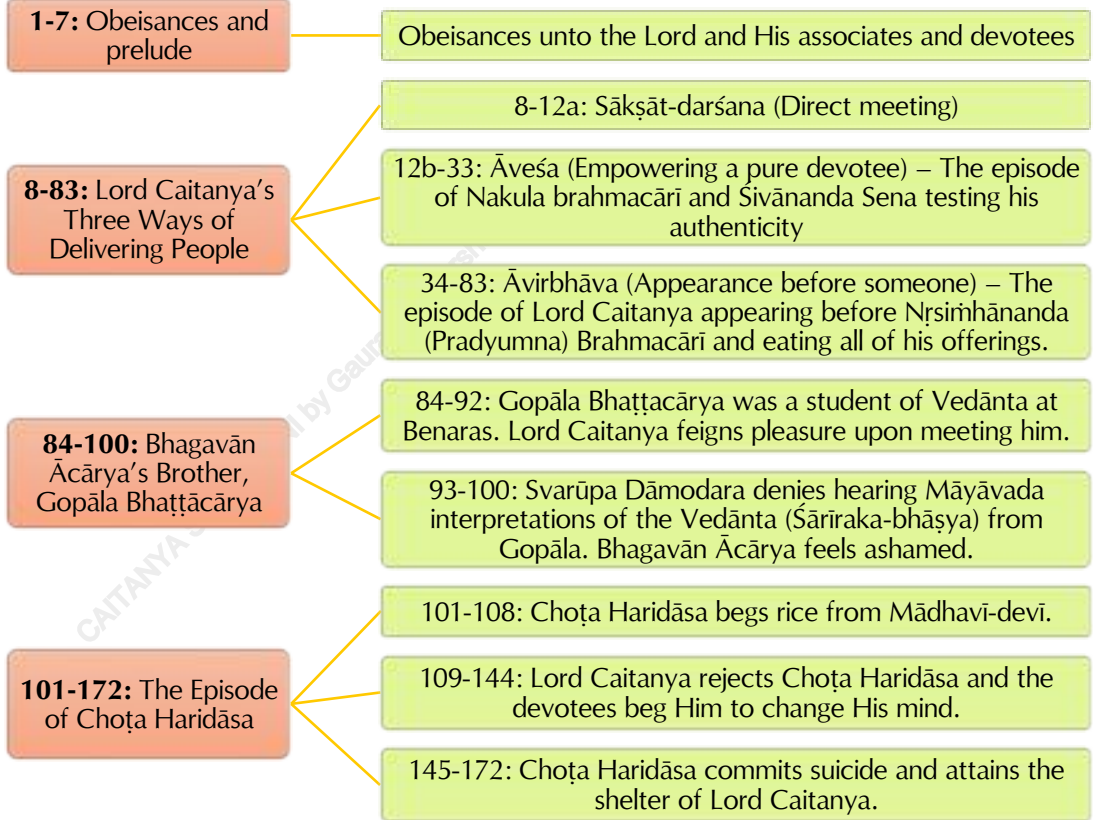 1-7: Obeisances and
prelude
Obeisances unto the Lord and His associates and devotees
8-83: Lord Caitanya's
Three Ways of
Delivering People
8-12a: Sākṣāt-darśana (Direct meeting)
12b-33: Āveśa (Empowering a pure devotee) – The episode
of Nakula brahmacārī and Śivānanda Sena testing his
authenticity
34-83: Āvirbhāva (Appearance before someone) – The
episode of Lord Caitanya appearing before Nṛsiṁhānanda
(Pradyumna) Brahmacārī and eating all of his offerings.
84-100: Bhagavān
Ācārya's Brother,
Gopāla Bhaṭṭācārya
84-92: Gopāla Bhaṭṭacārya was a student of Vedānta at
Benaras. Lord Caitanya feigns pleasure upon meeting him.
93-100: Svarūpa Dāmodara denies hearing Māyāvada
interpretations of the Vedānta (Śārīraka-bhāṣya) from
Gopāla. Bhagavān Ācārya feels ashamed.
101-172: The Episode
of Choṭa Haridāsa
101-108: Choṭa Haridāsa begs rice from Mādhavī-devī.
109-144: Lord Caitanya rejects Choṭa Haridāsa and the
devotees beg Him to change His mind.
145-172: Choṭa Haridāsa commits suicide and attains the
shelter of Lord Caitanya.
CAITANYA
by